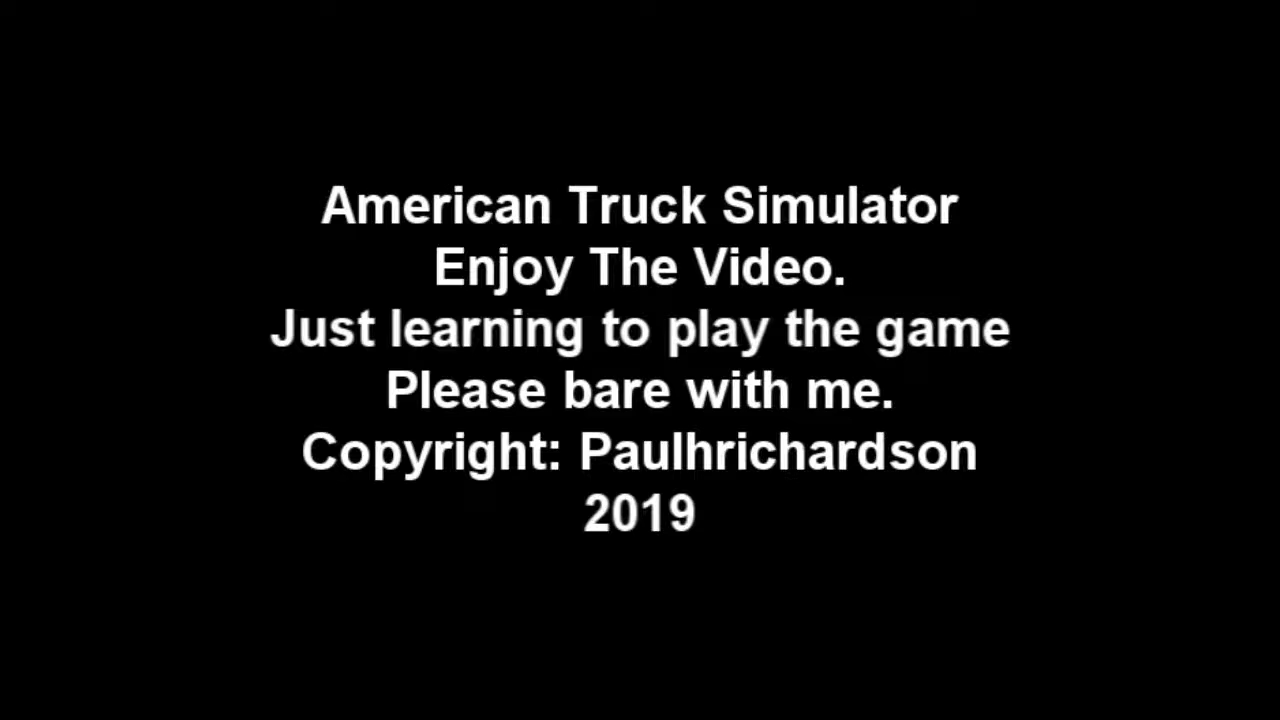 American Truck Simulator
Enjoy The Video.
Just learning to play the game
Please bare with me.
Copyright: Paulhrichardson
2019